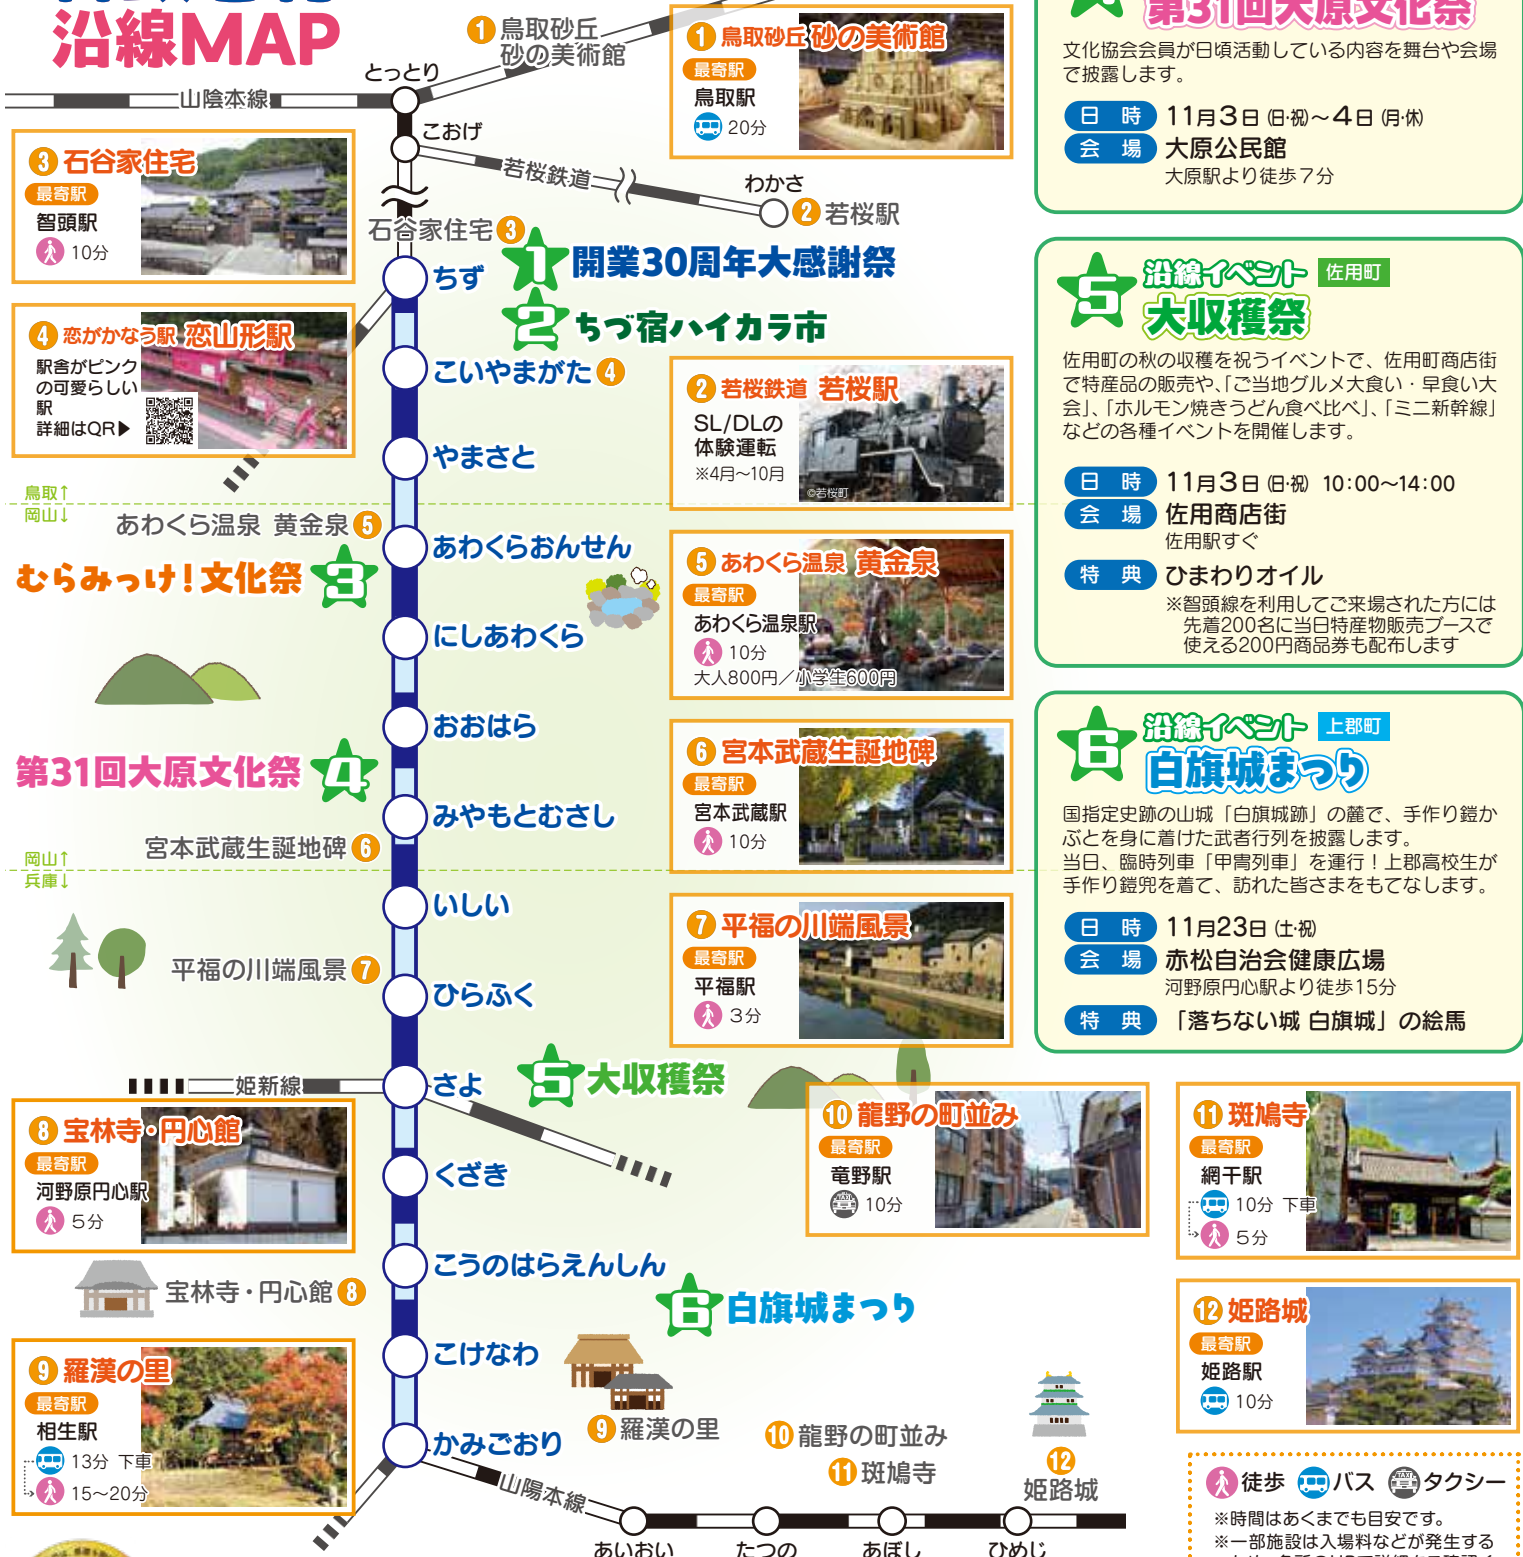 沿線MAP
山陰本線
とっとり
こおげ
若桜鉄道
わかさ
② 若桜駅
① 鳥取砂丘
砂の美術館
① 鳥取砂丘 砂の美術館
最寄駅
鳥取駅
20分
③ 石谷家住宅
最寄駅
智頭駅
10分
石谷家住宅 ③
ちず
1 開業30周年大感謝祭
2 ちづ宿ハイカラ市
④ 恋がかなう駅 恋山形駅
駅舎がピンク
の可愛らしい
駅
詳細はQR▶
こいやまがた ④
やまさと
② 若桜鉄道 若桜駅
SL/DLの
体験運転
※4月〜10月
©若桜町
鳥取↑
岡山↓
あわくら温泉 黄金泉 ⑤
あわくらおんせん
むらみっけ!文化祭 3
⑤ あわくら温泉 黄金泉
最寄駅
あわくら温泉駅
10分
大人800円/小学生600円
にしあわくら
おおはら
第31回大原文化祭 4
みやもとむさし
宮本武蔵生誕地碑 ⑥
⑥ 宮本武蔵生誕地碑
最寄駅
宮本武蔵駅
10分
岡山↑
兵庫↓
いしい
平福の川端風景 ⑦
ひらふく
⑦ 平福の川端風景
最寄駅
平福駅
3分
姫新線
さよ
5 大収穫祭
⑧ 宝林寺・円心館
最寄駅
河野原円心駅
5分
くざき
こうのはらえんしん
宝林寺・円心館 ⑧
6 白旗城まつり
こけなわ
⑨ 羅漢の里
最寄駅
相生駅
13分 下車
15〜20分
⑨ 羅漢の里
かみごおり
山陽本線
⑩ 龍野の町並み
⑪ 斑鳩寺
⑫
姫路城
あいおい
たつの
あぼし
ひめじ
⑩ 龍野の町並み
最寄駅
竜野駅
10分
⑪ 斑鳩寺
最寄駅
網干駅
10分 下車
5分
⑫ 姫路城
最寄駅
姫路駅
10分
徒歩 バス タクシー
※時間はあくまでも目安です。
※一部施設は入場料などが発生する
第31回大原文化祭
文化協会会員が日頃活動している内容を舞台や会場
で披露します。
日時 11月3日(日・祝)〜4日(月・休)
会場 大原公民館
大原駅より徒歩7分
5 沿線イベント 佐用町
大収穫祭
佐用町の秋の収穫を祝うイベントで、佐用町商店街
で特産品の販売や、「ご当地グルメ大食い・早食い大
会」、「ホルモン焼きうどん食べ比べ」、「ミニ新幹線」
などの各種イベントを開催します。
日時 11月3日(日・祝) 10:00〜14:00
会場 佐用商店街
佐用駅すぐ
特典 ひまわりオイル
※智頭線を利用してご来場された方には
先着200名に当日特産物販売ブースで
使える200円商品券も配布します
6 沿線イベント 上郡町
白旗城まつり
国指定史跡の山城「白旗城跡」の麓で、手作り鎧か
ぶとを身に着けた武者行列を披露します。
当日、臨時列車「甲冑列車」を運行!上郡高校生が
手作り鎧兜を着て、訪れた皆さまをもてなします。
日時 11月23日(土・祝)
会場 赤松自治会健康広場
河野原円心駅より徒歩15分
特典 「落ちない城 白旗城」の絵馬